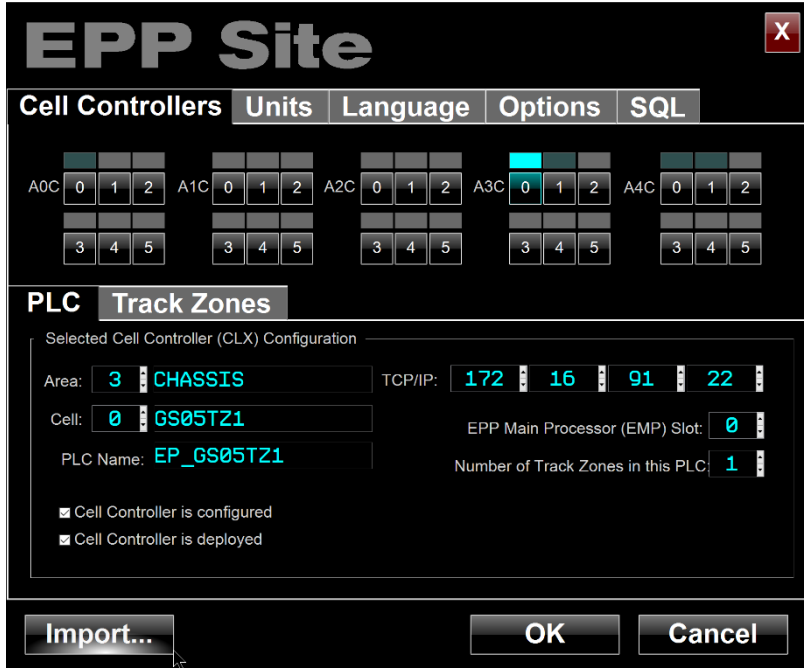 EPP Site
X
Cell Controllers Units Language Options SQL
A0C 0 1 2 A1C 0 1 2 A2C 0 1 2 A3C 0 1 2 A4C 0 1 2
3 4 5 3 4 5 3 4 5 3 4 5 3 4 5
PLC Track Zones
Selected Cell Controller (CLX) Configuration
Area: 3 CHASSIS TCP/IP: 172 16 91 22
Cell: 0 GS05TZ1 EPP Main Processor (EMP) Slot: 0
PLC Name: EP_GS05TZ1 Number of Track Zones in this PLC: 1
Cell Controller is configured
Cell Controller is deployed
Import... OK Cancel